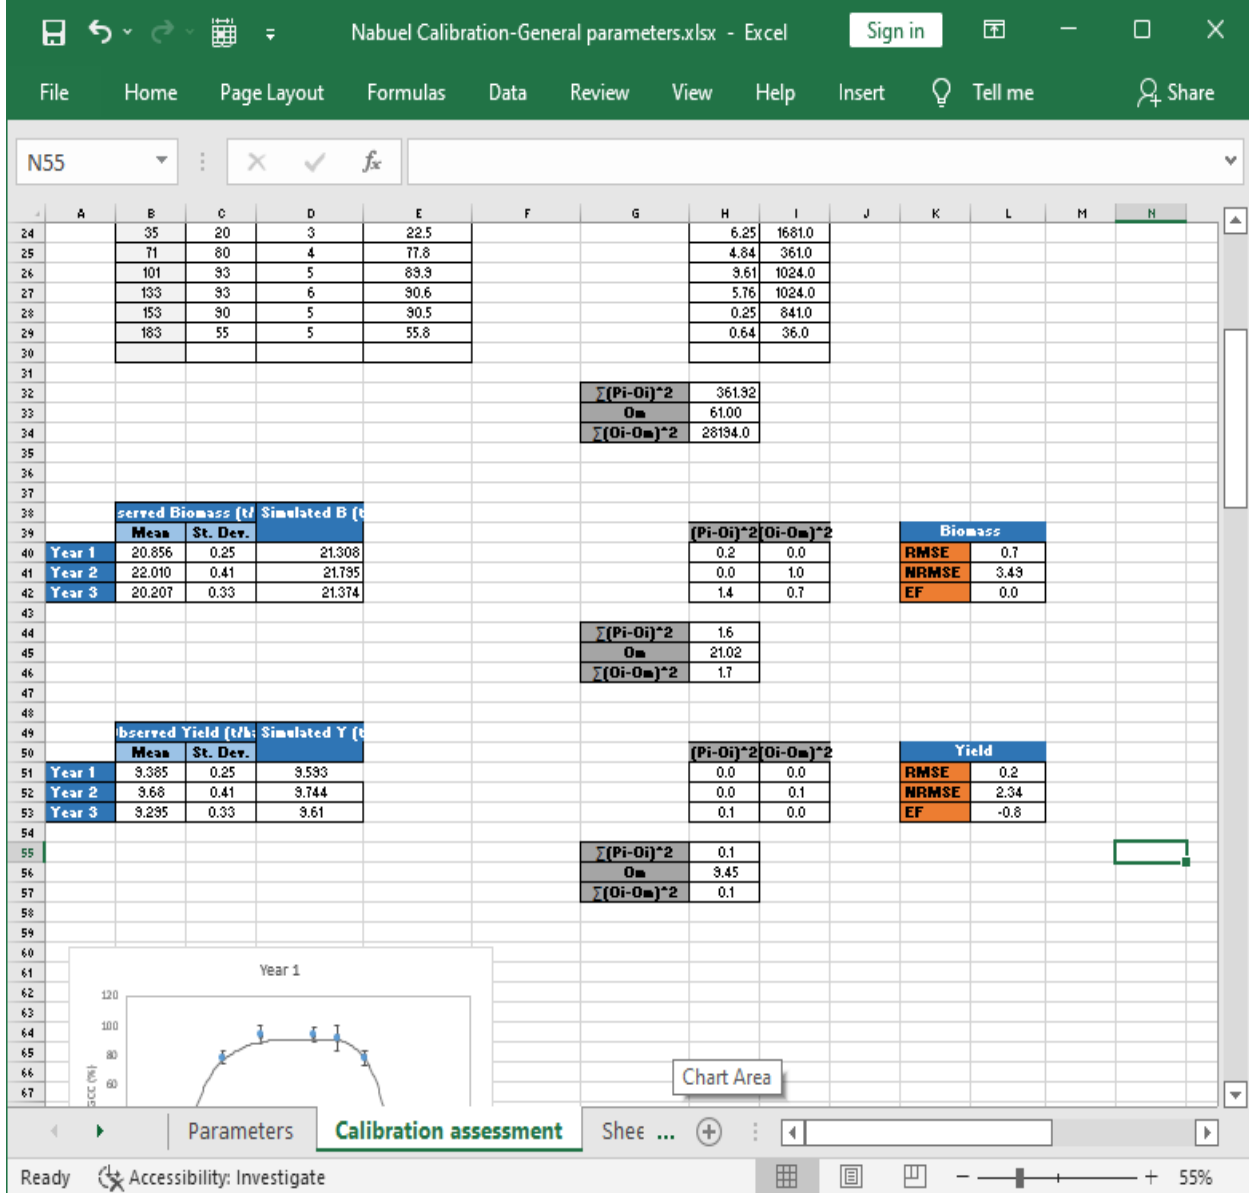 Nabuel Calibration-General parameters.xlsx - Excel Sign in
File Home Page Layout Formulas Data Review View Help Insert Tell me Share
N55 fx
A B C D E F G H I J K L M N
24 35 20 3 22.5 6.25 1681.0
25 71 80 4 77.8 4.84 361.0
26 101 93 5 89.9 9.61 1024.0
27 133 93 6 90.6 5.76 1024.0
28 153 90 5 90.5 0.25 841.0
29 183 55 5 55.8 0.64 36.0
30
31
32 ∑(Pi-Oi)^2 361.92
33 Om 61.00
34 ∑(Oi-Om)^2 28194.0
35
36
37
38 served Biomass (t/ Simulated B (t
39 Mean St. Dev. (Pi-Oi)^2 (Oi-Om)^2 Biomass
40 Year 1 20.856 0.25 21.308 0.2 0.0 RMSE 0.7
41 Year 2 22.010 0.41 21.795 0.0 1.0 NRMSE 3.49
42 Year 3 20.207 0.33 21.374 1.4 0.7 EF 0.0
43
44 ∑(Pi-Oi)^2 1.6
45 Om 21.02
46 ∑(Oi-Om)^2 1.7
47
48
49 bserved Yield (t/ha Simulated Y (t
50 Mean St. Dev. (Pi-Oi)^2 (Oi-Om)^2 Yield
51 Year 1 9.385 0.25 9.593 0.0 0.0 RMSE 0.2
52 Year 2 9.68 0.41 9.744 0.0 0.1 NRMSE 2.34
53 Year 3 9.295 0.33 9.61 0.1 0.0 EF -0.8
54
55 ∑(Pi-Oi)^2 0.1
56 Om 9.45
57 ∑(Oi-Om)^2 0.1
58
59
60
61 Year 1
62 120
63
64 100
65 80
66 60
67 GCC (%)
Chart Area
Parameters Calibration assessment Shee ...
Ready Accessibility: Investigate 55%